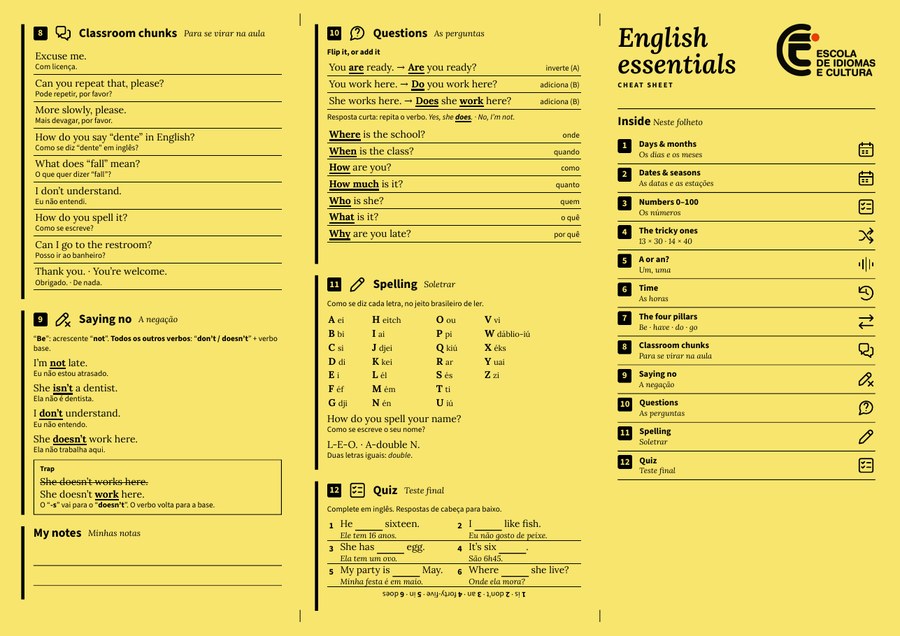 8 Classroom chunks Para se virar na aula
Excuse me.
Com licença.
Can you repeat that, please?
Pode repetir, por favor?
More slowly, please.
Mais devagar, por favor.
How do you say “dente” in English?
Como se diz “dente” em inglês?
What does “fall” mean?
O que quer dizer “fall”?
I don’t understand.
Eu não entendi.
How do you spell it?
Como se escreve?
Can I go to the restroom?
Posso ir ao banheiro?
Thank you. · You’re welcome.
Obrigado. · De nada.
9 Saying no A negação
“Be”: acrescente “not”. Todos os outros verbos: “don’t / doesn’t” + verbo
base.
I’m not late.
Eu não estou atrasado.
She isn’t a dentist.
Ela não é dentista.
I don’t understand.
Eu não entendo.
She doesn’t work here.
Ela não trabalha aqui.
Trap
She doesn’t works here.
She doesn’t work here.
O “-s” vai para o “doesn’t”. O verbo volta para a base.
My notes Minhas notas
10 Questions As perguntas
Flip it, or add it
You are ready. → Are you ready? inverte (A)
You work here. → Do you work here? adiciona (B)
She works here. → Does she work here? adiciona (B)
Resposta curta: repita o verbo. Yes, she does. · No, I’m not.
Where is the school? onde
When is the class? quando
How are you? como
How much is it? quanto
Who is she? quem
What is it? o quê
Why are you late? por quê
11 Spelling Soletrar
Como se diz cada letra, no jeito brasileiro de ler.
A ei H eitch O ou V vi
B bi I ai P pi W dâblio-iú
C si J djei Q kiú X éks
D di K kei R ar Y uai
E i L él S és Z zi
F éf M ém T ti
G dji N én U iú
How do you spell your name?
Como se escreve o seu nome?
L-E-O. · A-double N.
Duas letras iguais: double.
12 Quiz Teste final
Complete em inglês. Respostas de cabeça para baixo.
1 He _____ sixteen. 2 I _____ like fish.
Ele tem 16 anos. Eu não gosto de peixe.
3 She has _____ egg. 4 It’s six _____.
Ela tem um ovo. São 6h45.
5 My party is _____ May. 6 Where _____ she live?
Minha festa é em maio. Onde ela mora?
1 is · 2 don’t · 3 an · 4 forty-five · 5 in · 6 does
English
essentials
CHEAT SHEET
ESCOLA
DE IDIOMAS
E CULTURA
Inside Neste folheto
1 Days & months
Os dias e os meses
2 Dates & seasons
As datas e as estações
3 Numbers 0–100
Os números
4 The tricky ones
13 × 30 · 14 × 40
5 A or an?
Um, uma
6 Time
As horas
7 The four pillars
Be · have · do · go
8 Classroom chunks
Para se virar na aula
9 Saying no
A negação
10 Questions
As perguntas
11 Spelling
Soletrar
12 Quiz
Teste final